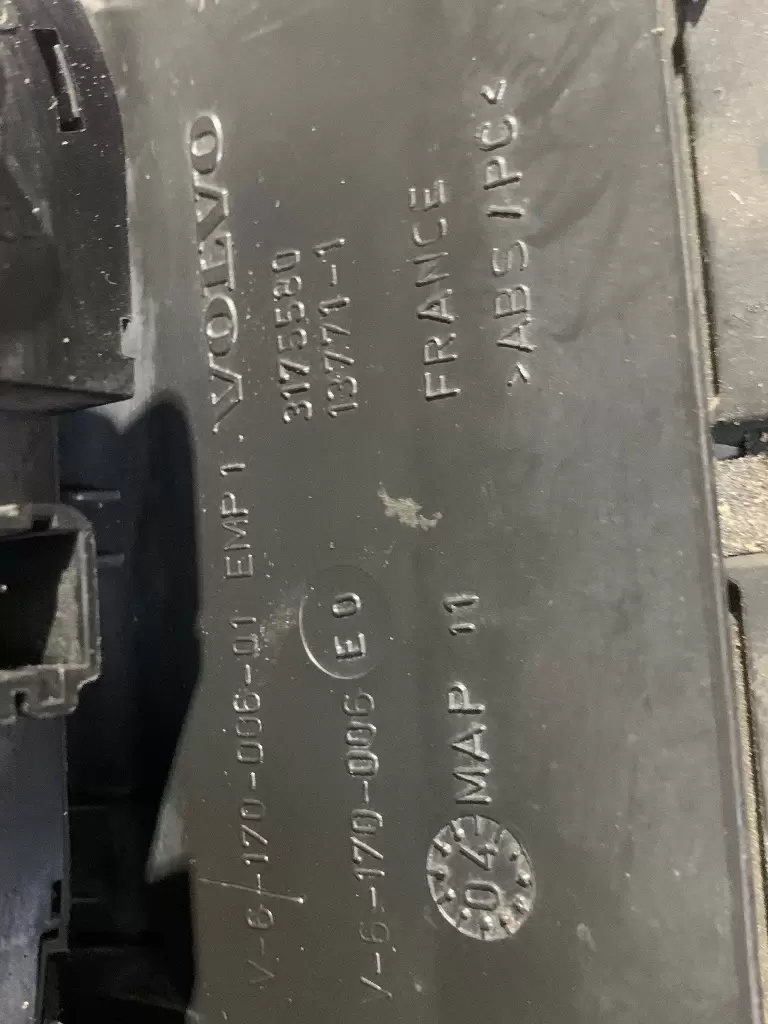 V-6-170-006-01 EMP1. VOLVO
3175580
13771-1
V-6-170-006 E0
FRANCE
04 MAP 11
>ABS/PC<